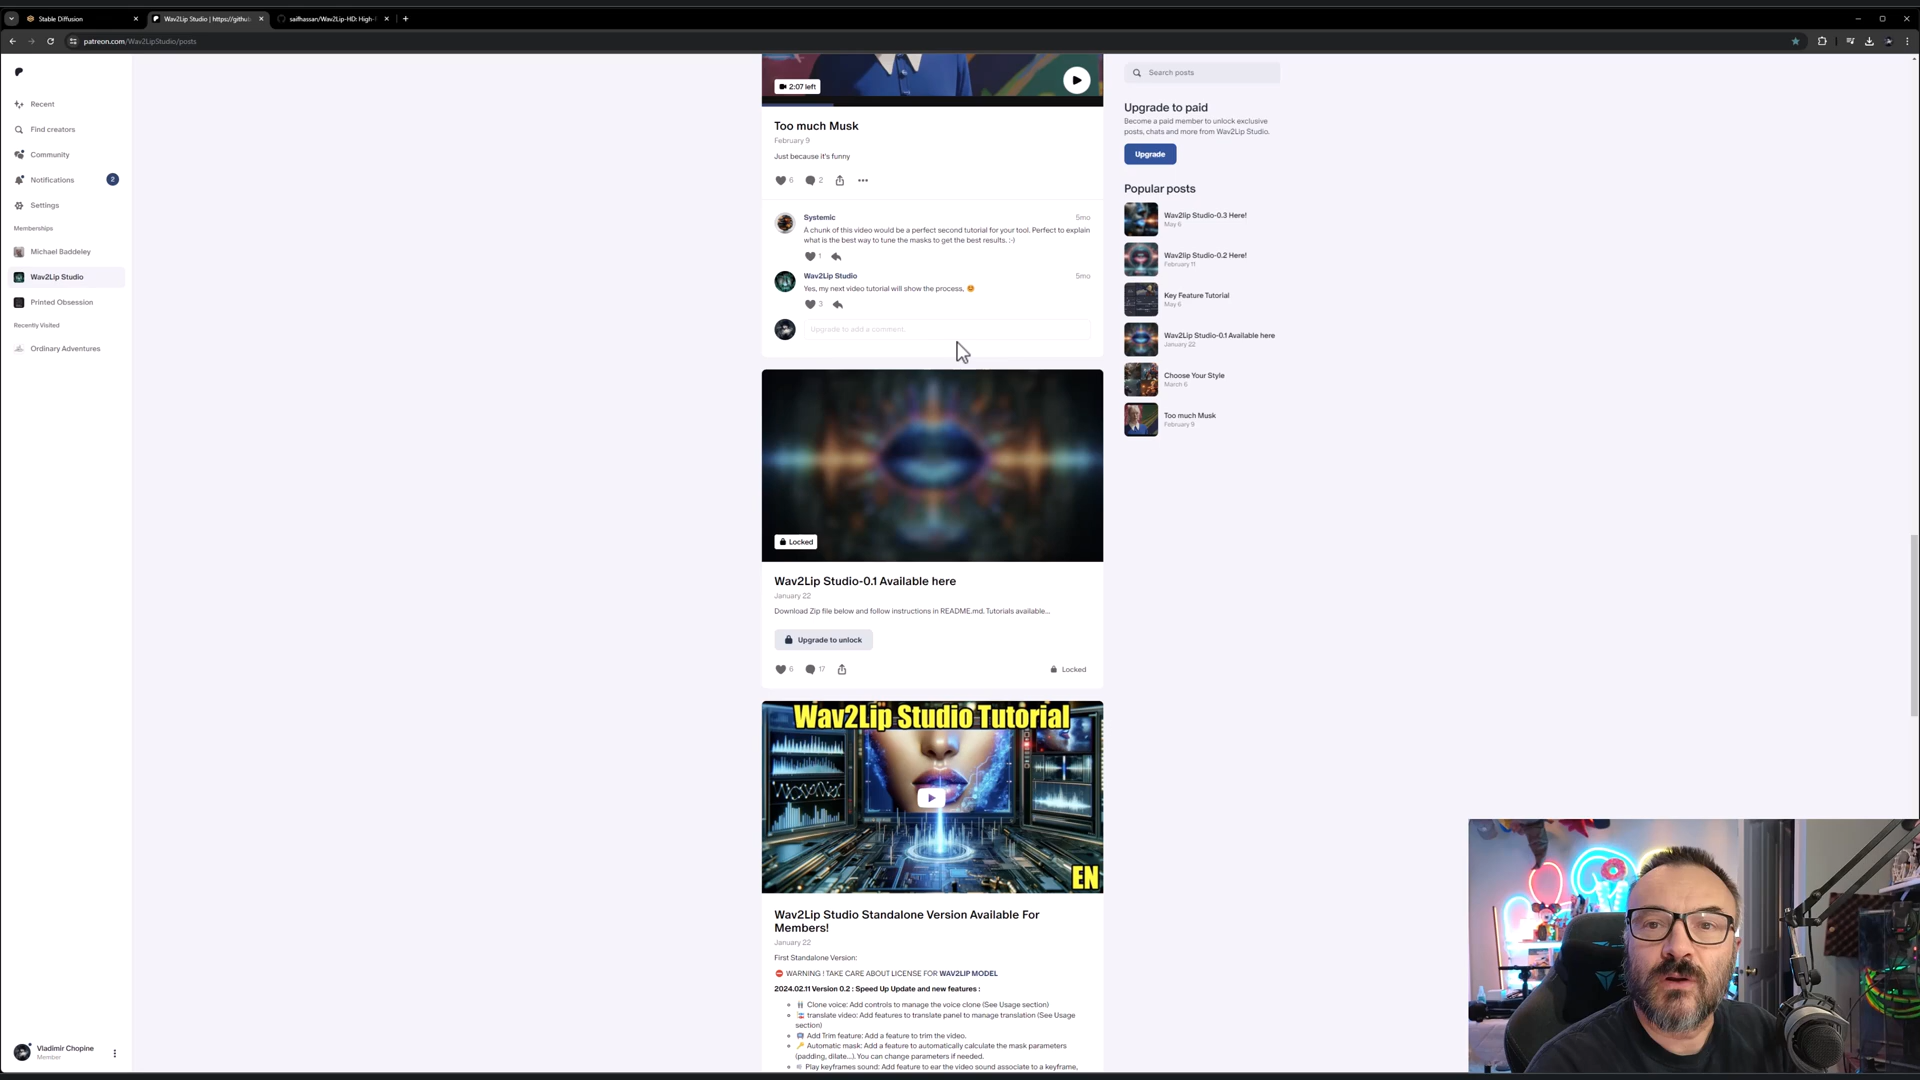 Stable Diffusion
Wav2Lip Studio | https://githu
saifhassan/Wav2Lip-HD: High-
patreon.com/Wav2LipStudio/posts
Recent
Find creators
Community
Notifications
2
Settings
Memberships
Michael Baddeley
Wav2Lip Studio
Printed Obsession
Recently Visited
Ordinary Adventures
Vladimir Chopine
Member
2:07 left
Too much Musk
February 9
Just because it's funny
6
2
Systemic
5mo
A chunk of this video would be a perfect second tutorial for your tool. Perfect to explain
what is the best way to tune the masks to get the best results. :-)
1
Wav2Lip Studio
5mo
Yes, my next video tutorial will show the process.
3
Upgrade to add a comment.
Locked
Wav2Lip Studio-0.1 Available here
January 22
Download Zip file below and follow instructions in README.md. Tutorials available...
Upgrade to unlock
6
17
Locked
Wav2Lip Studio Tutorial
EN
Wav2Lip Studio Standalone Version Available For
Members!
January 22
First Standalone Version:
WARNING ! TAKE CARE ABOUT LICENSE FOR WAV2LIP MODEL
2024.02.11 Version 0.2 : Speed Up Update and new features :
Clone voice: Add controls to manage the voice clone (See Usage section)
translate video: Add features to translate panel to manage translation (See Usage
section)
Add Trim feature: Add a feature to trim the video.
Automatic mask: Add a feature to automatically calculate the mask parameters
(padding, dilate...). You can change parameters if needed.
Play keyframes sound: Add feature to ear the video sound associate to a keyframe,
Search posts
Upgrade to paid
Become a paid member to unlock exclusive
posts, chats and more from Wav2Lip Studio.
Upgrade
Popular posts
Wav2lip Studio-0.3 Here!
May 6
Wav2lip Studio-0.2 Here!
February 11
Key Feature Tutorial
May 6
Wav2Lip Studio-0.1 Available here
January 22
Choose Your Style
March 6
Too much Musk
February 9